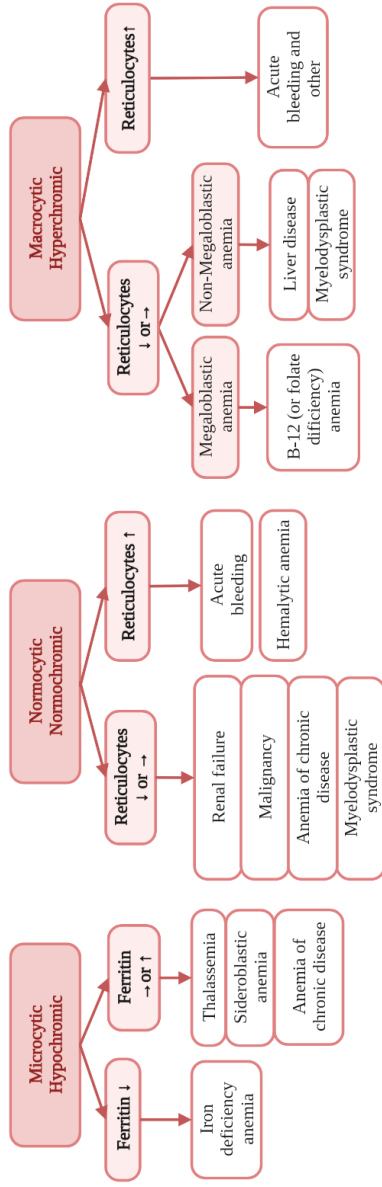 Microcytic
Hypochromic
Ferritin ↓
Ferritin
→or ↑
Iron
deficiency
anemia
Thalassemia
Sideroblastic
anemia
Anemia of
chronic disease
Normocytic
Normochromic
Reticulocytes
↓ or →
Reticulocytes ↑
Renal failure
Malignancy
Anemia of chronic
disease
Myelodysplastic
syndrome
Acute
bleeding
Hemalytic anemia
Macrocytic
Hyperchromic
Reticulocytes
↓ or→
Reticulocytes↑
Megaloblastic
anemia
Non-Megaloblastic
anemia
B-12 (or folate
dificiency)
anemia
Liver disease
Myelodysplastic
syndrome
Acute
bleeding and
other